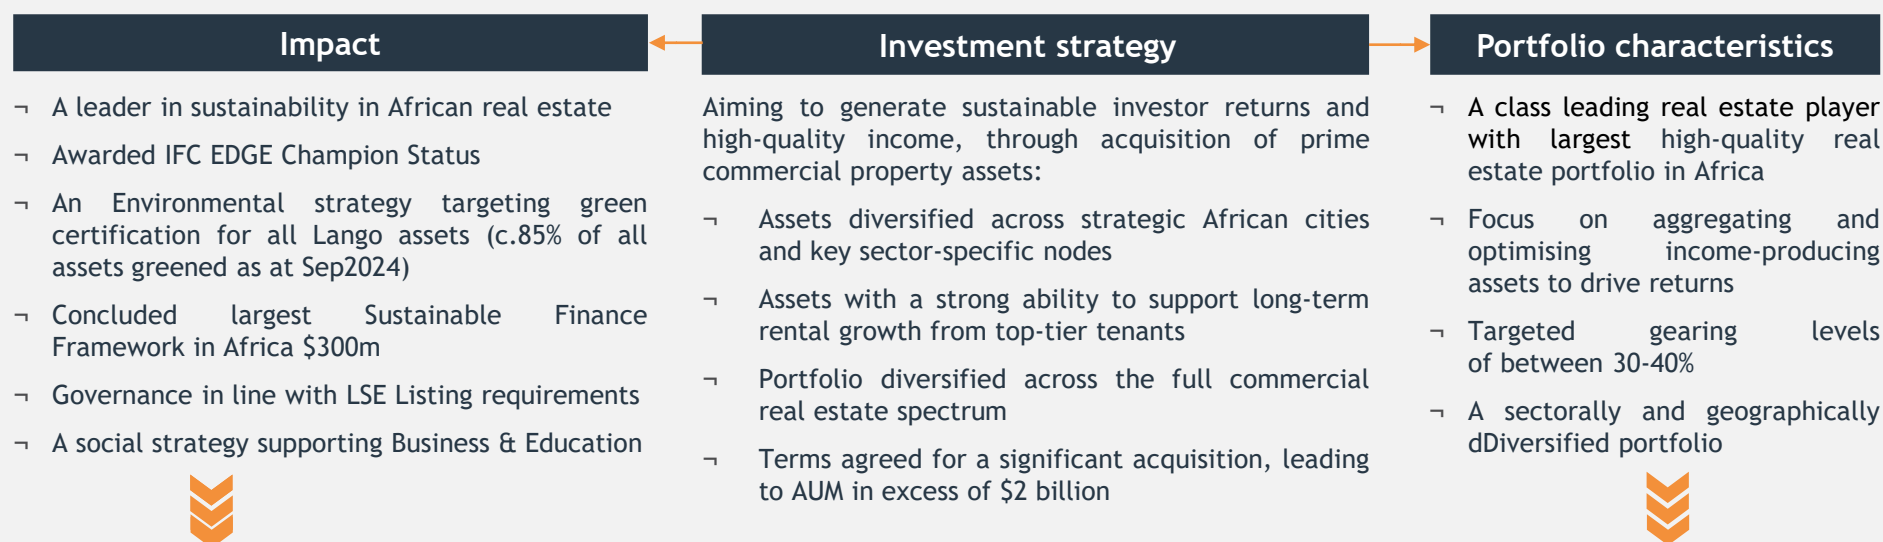 Impact
¬ A leader in sustainability in African real estate
¬ Awarded IFC EDGE Champion Status
¬ An Environmental strategy targeting green
certification for all Lango assets (c.85% of all
assets greened as at Sep2024)
¬ Concluded largest Sustainable Finance
Framework in Africa $300m
¬ Governance in line with LSE Listing requirements
¬ A social strategy supporting Business & Education
Investment strategy
Aiming to generate sustainable investor returns and
high-quality income, through acquisition of prime
commercial property assets:
¬ Assets diversified across strategic African cities
and key sector-specific nodes
¬ Assets with a strong ability to support long-term
rental growth from top-tier tenants
¬ Portfolio diversified across the full commercial
real estate spectrum
¬ Terms agreed for a significant acquisition, leading
to AUM in excess of $2 billion
Portfolio characteristics
¬ A class leading real estate player
with largest high-quality real
estate portfolio in Africa
¬ Focus on aggregating and
optimising income-producing
assets to drive returns
¬ Targeted gearing levels
of between 30-40%
¬ A sectorally and geographically
dDiversified portfolio